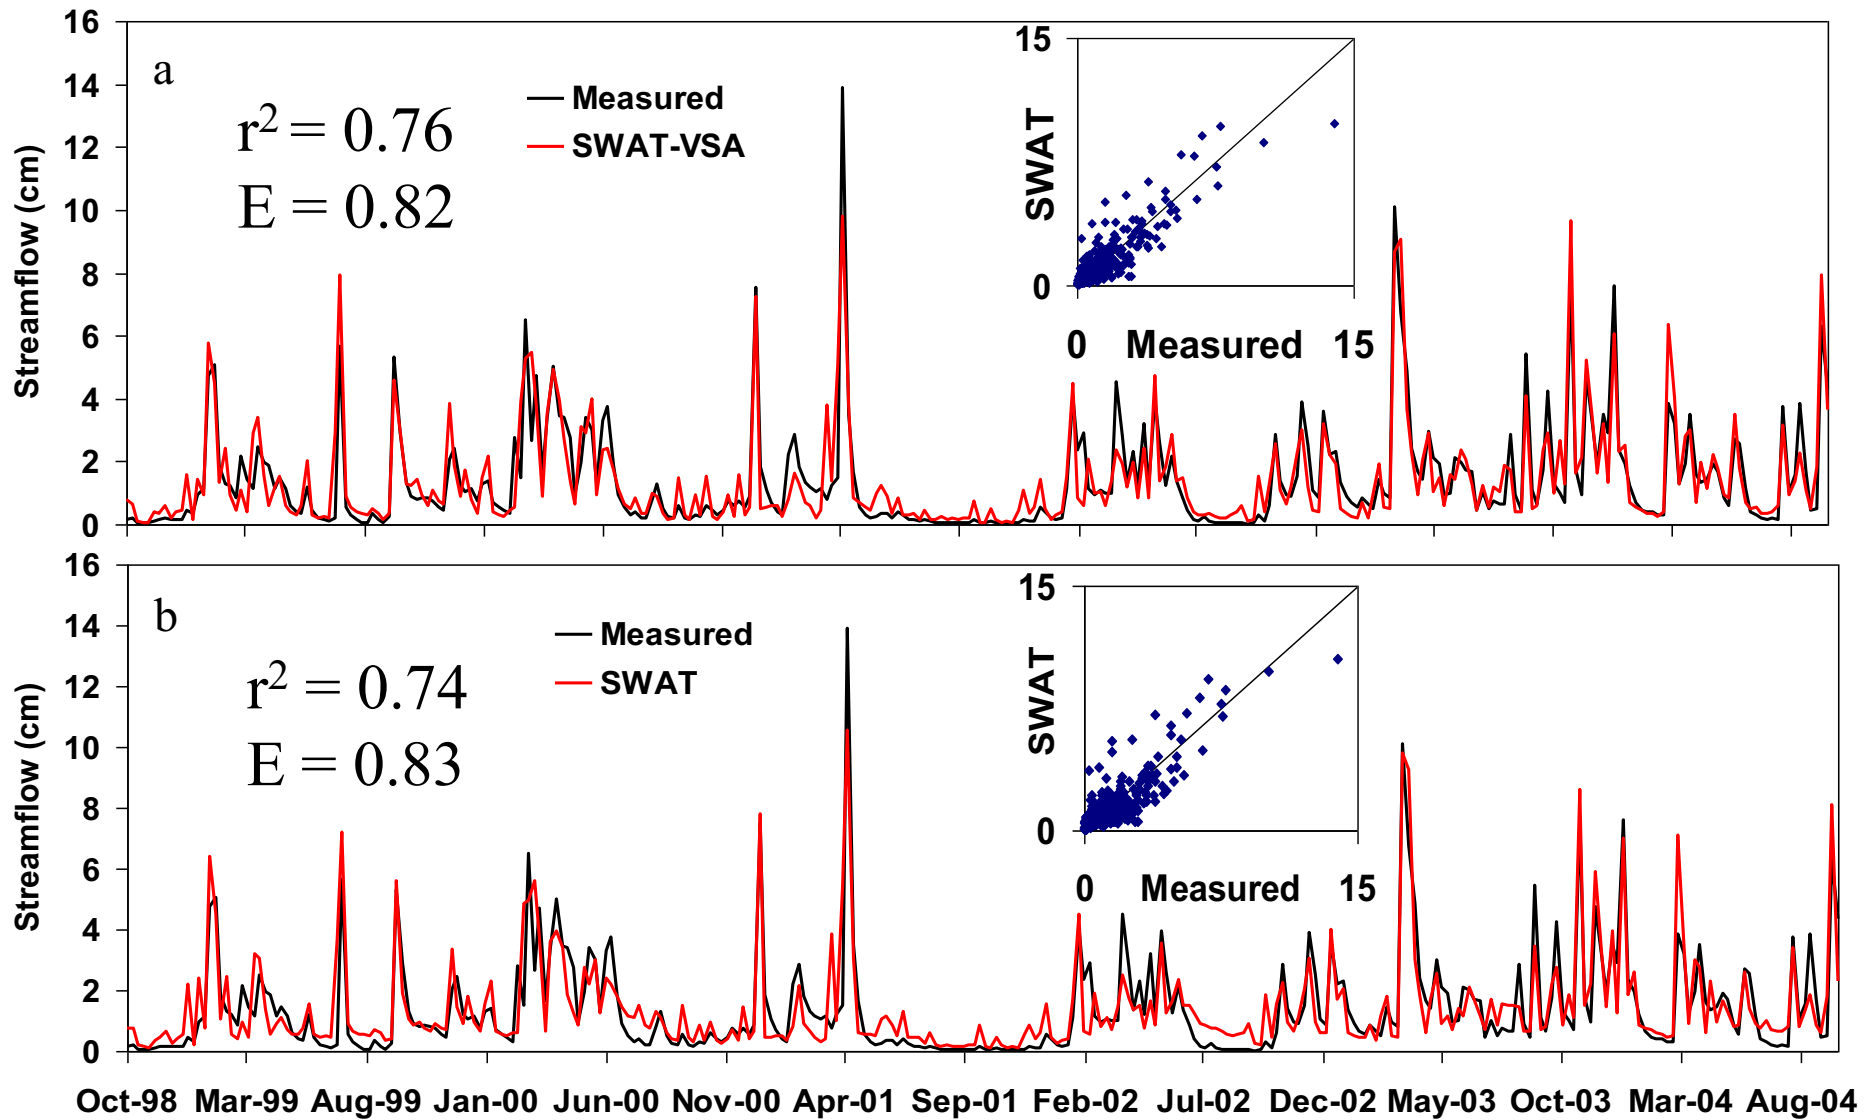 16
14
12
10
8
6
4
2
0
Streamflow (cm)
a
r² = 0.76
E = 0.82
Measured
SWAT-VSA
15
SWAT
0
0 Measured 15
16
14
12
10
8
6
4
2
0
Streamflow (cm)
b
r² = 0.74
E = 0.83
Measured
SWAT
15
SWAT
0
0 Measured 15
Oct-98 Mar-99 Aug-99 Jan-00 Jun-00 Nov-00 Apr-01 Sep-01 Feb-02 Jul-02 Dec-02 May-03 Oct-03 Mar-04 Aug-04